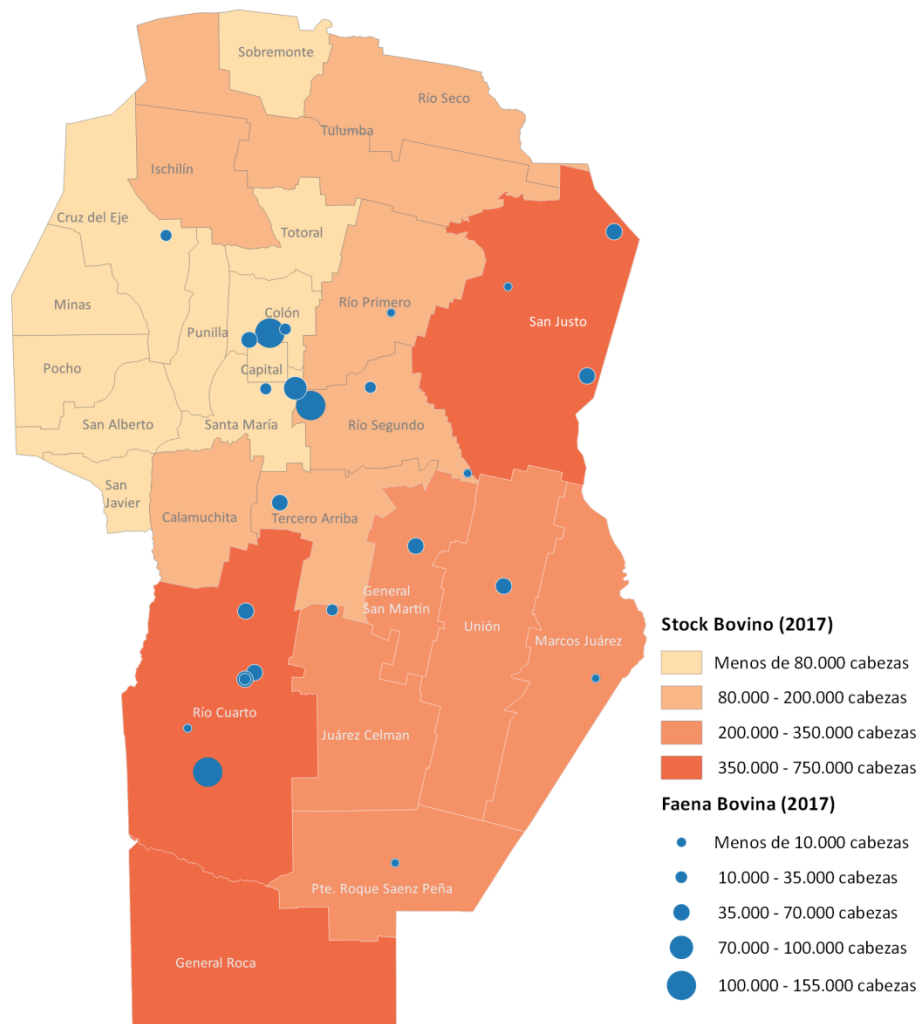 Sobremonte
Río Seco
Tulumba
Ischilín
Cruz del Eje
Totoral
Minas
Río Primero
Colón
San Justo
Punilla
Pocho
Capital
San Alberto
Santa María
Río Segundo
San
Javier
Calamuchita
Tercero Arriba
General
San Martín
Unión
Marcos Juárez
Río Cuarto
Juárez Celman
Pte. Roque Saenz Peña
General Roca
Stock Bovino (2017)
Menos de 80.000 cabezas
80.000 - 200.000 cabezas
200.000 - 350.000 cabezas
350.000 - 750.000 cabezas
Faena Bovina (2017)
Menos de 10.000 cabezas
10.000 - 35.000 cabezas
35.000 - 70.000 cabezas
70.000 - 100.000 cabezas
100.000 - 155.000 cabezas